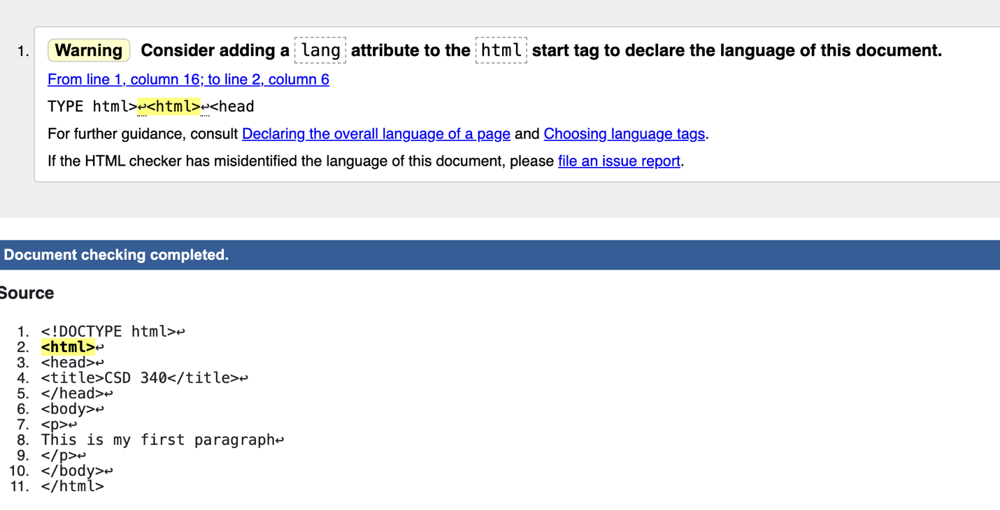 1. Warning Consider adding a lang attribute to the html start tag to declare the language of this document.
From line 1, column 16; to line 2, column 6
TYPE html>↩<html>↩<head
For further guidance, consult Declaring the overall language of a page and Choosing language tags.
If the HTML checker has misidentified the language of this document, please file an issue report.
Document checking completed.
Source
1. <!DOCTYPE html>↩
2. <html>↩
3. <head>↩
4. <title>CSD 340</title>↩
5. </head>↩
6. <body>↩
7. <p>↩
8. This is my first paragraph↩
9. </p>↩
10. </body>↩
11. </html>